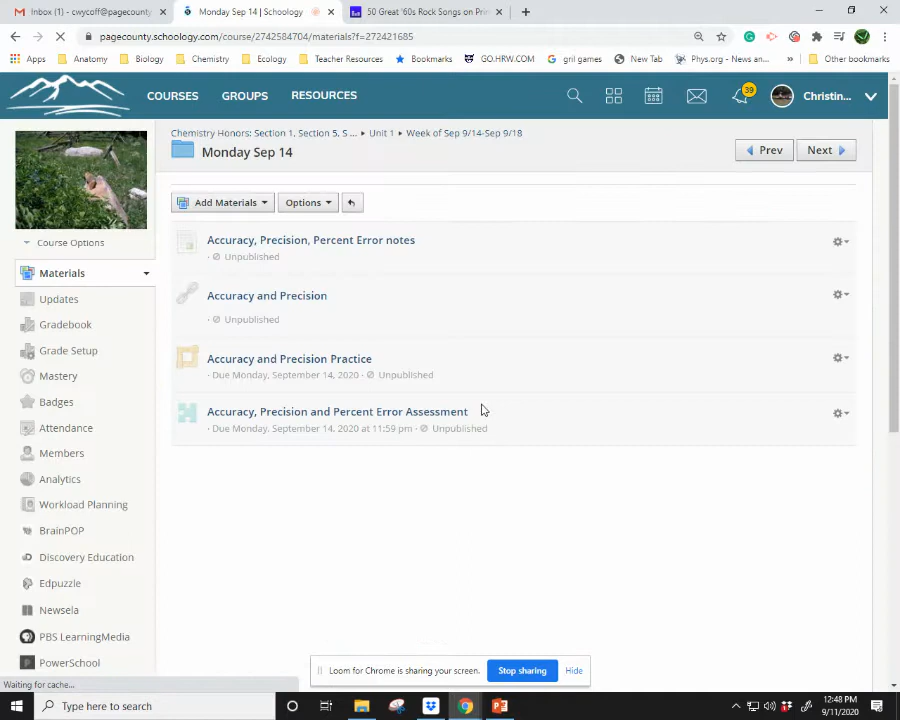 Inbox (1) - cwycoff@pagecounty
Monday Sep 14 | Schoology
50 Great '60s Rock Songs on Prin
pagecounty.schoology.com/course/2742584704/materials?f=272421685
Apps
Anatomy
Biology
Chemistry
Ecology
Teacher Resources
Bookmarks
GO.HRW.COM
gril games
New Tab
Phys.org - News an...
»
Other bookmarks
COURSES
GROUPS
RESOURCES
39
Christin...
Chemistry Honors: Section 1, Section 5, S ... ▸ Unit 1 ▸ Week of Sep 9/14-Sep 9/18
Monday Sep 14
Prev
Next
Add Materials
Options
Course Options
Materials
Updates
Gradebook
Grade Setup
Mastery
Badges
Attendance
Members
Analytics
Workload Planning
BrainPOP
Discovery Education
Edpuzzle
Newsela
PBS LearningMedia
PowerSchool
Accuracy, Precision, Percent Error notes
· Unpublished
Accuracy and Precision
· Unpublished
Accuracy and Precision Practice
· Due Monday, September 14, 2020 · Unpublished
Accuracy, Precision and Percent Error Assessment
· Due Monday, September 14, 2020 at 11:59 pm · Unpublished
Loom for Chrome is sharing your screen.
Stop sharing
Hide
Waiting for cache...
Type here to search
12:48 PM
9/11/2020